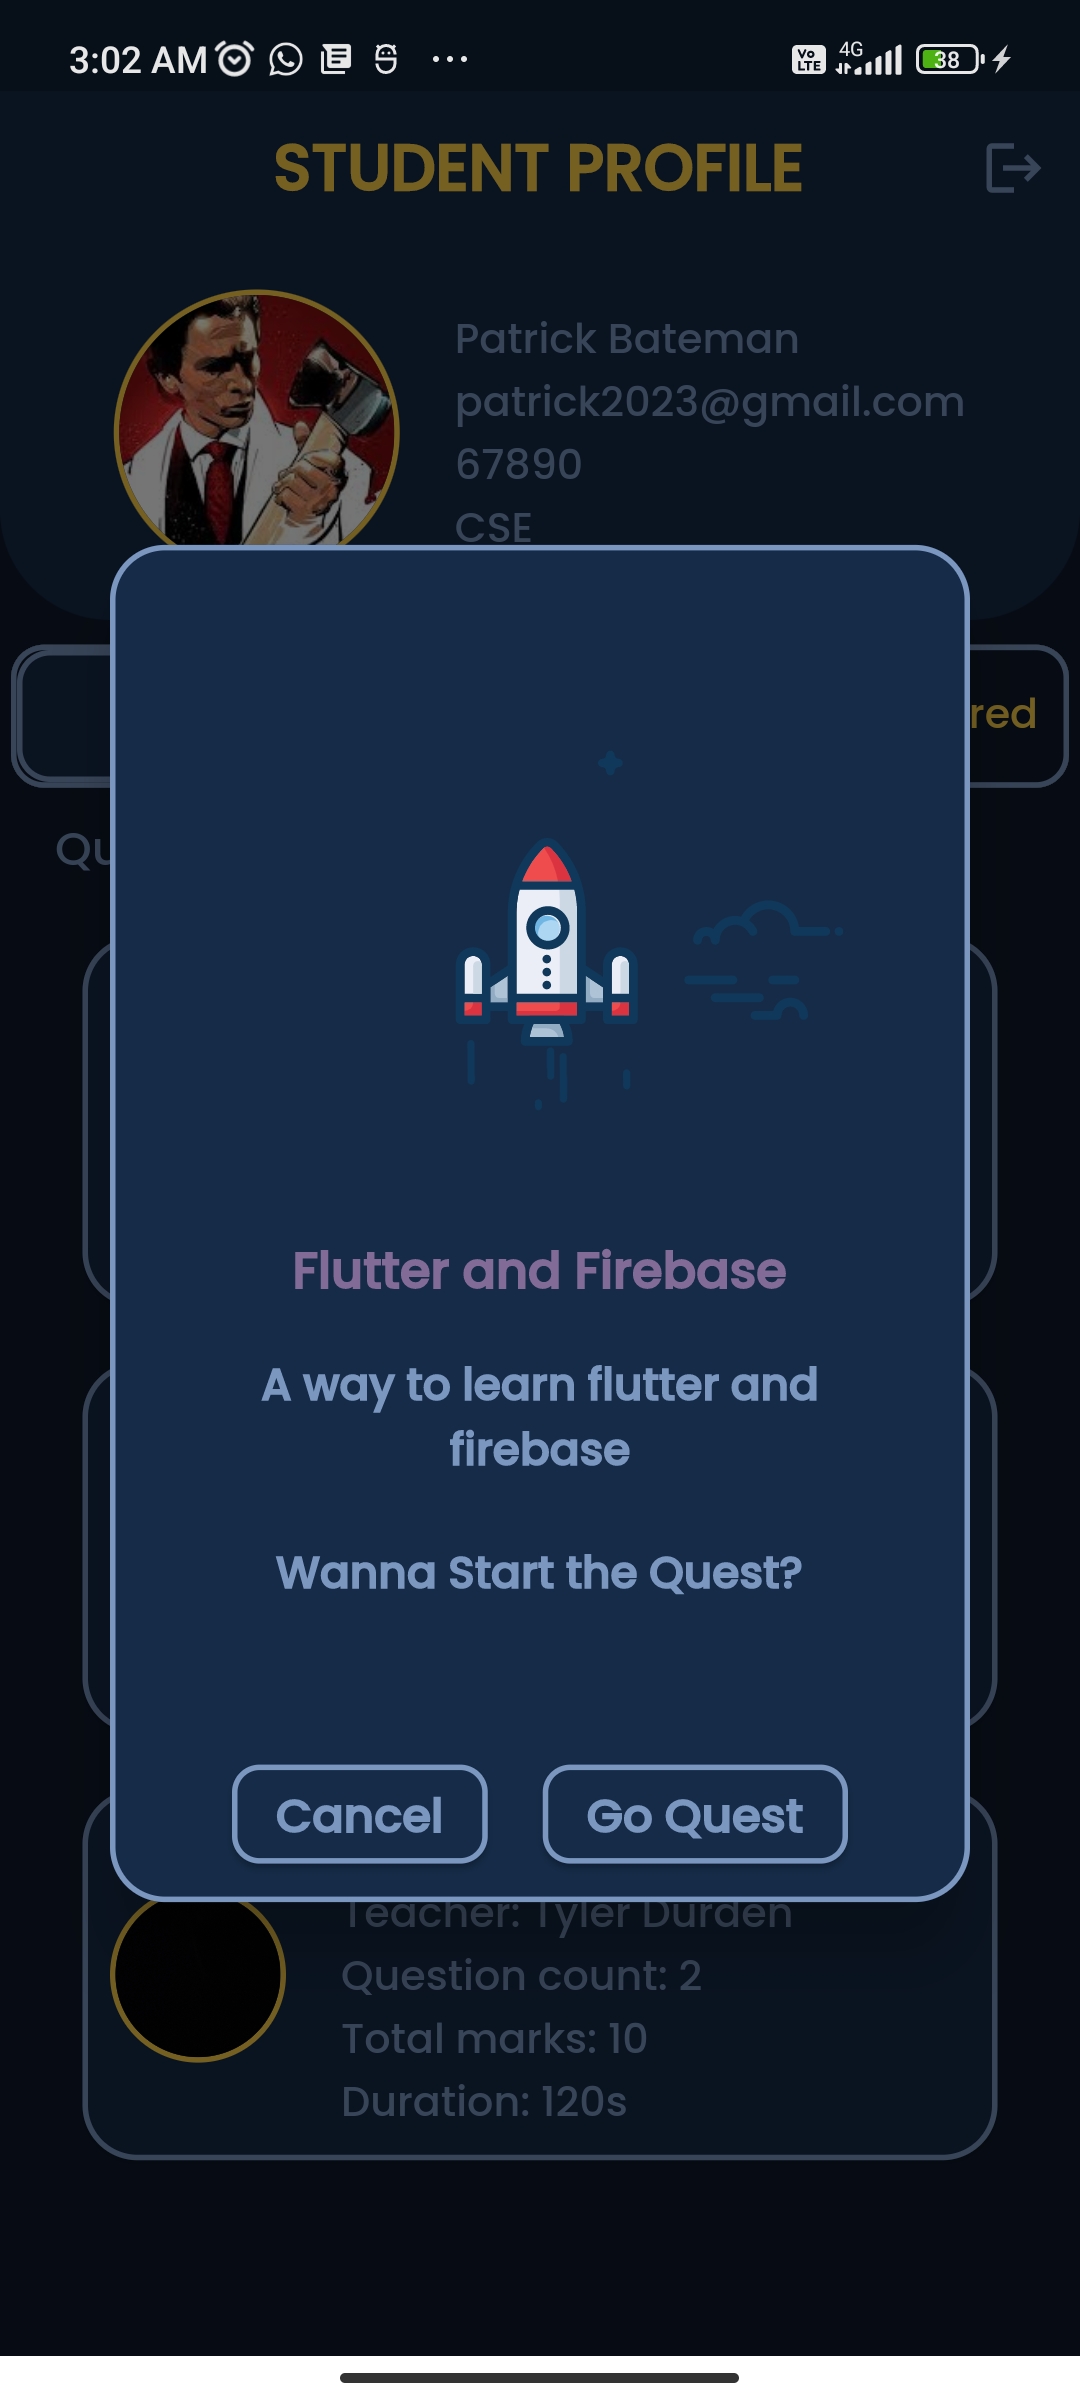 3:02 AM
Vo
LTE
4G
38
STUDENT PROFILE
Patrick Bateman
patrick2023@gmail.com
67890
CSE
red
Qu
Flutter and Firebase
A way to learn flutter and
firebase
Wanna Start the Quest?
Cancel
Go Quest
Teacher: Tyler Durden
Question count: 2
Total marks: 10
Duration: 120s